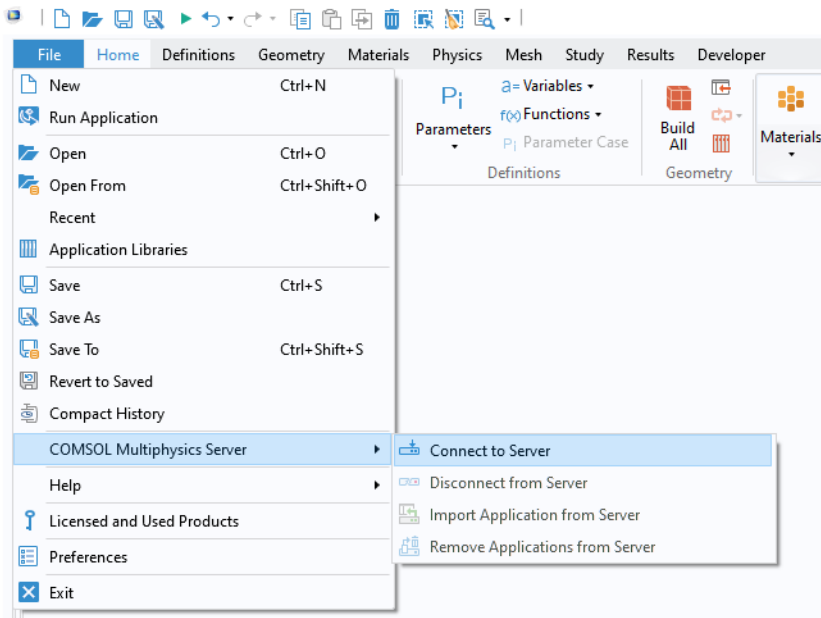 File Home Definitions Geometry Materials Physics Mesh Study Results Developer
New Ctrl+N
Run Application
Open Ctrl+O
Open From Ctrl+Shift+O
Recent
Application Libraries
Save Ctrl+S
Save As
Save To Ctrl+Shift+S
Revert to Saved
Compact History
COMSOL Multiphysics Server
Help
Licensed and Used Products
Preferences
Exit
Connect to Server
Disconnect from Server
Import Application from Server
Remove Applications from Server
Pi
Parameters
a= Variables
f(x) Functions
Pi Parameter Case
Definitions
Build
All
Geometry
Materials